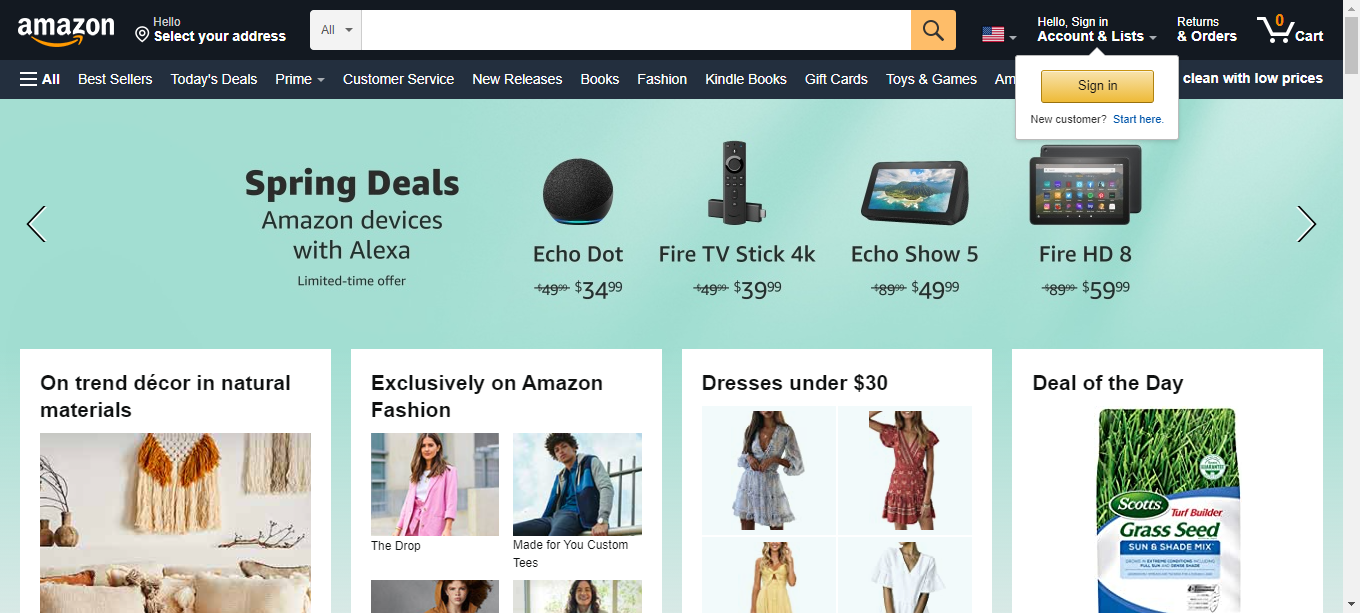 amazon
Hello
Select your address
All
Hello, Sign in
Account & Lists
Returns
& Orders
0
Cart
All
Best Sellers
Today's Deals
Prime
Customer Service
New Releases
Books
Fashion
Kindle Books
Gift Cards
Toys & Games
Am
clean with low prices
Sign in
New customer? Start here.
Spring Deals
Amazon devices
with Alexa
Limited-time offer
Echo Dot
$49.99 $34.99
Fire TV Stick 4k
$49.99 $39.99
Echo Show 5
$89.99 $49.99
Fire HD 8
$89.99 $59.99
On trend décor in natural
materials
Exclusively on Amazon
Fashion
The Drop
Made for You Custom
Tees
Dresses under $30
Deal of the Day
Scotts
Turf Builder
Grass Seed
SUN & SHADE MIX